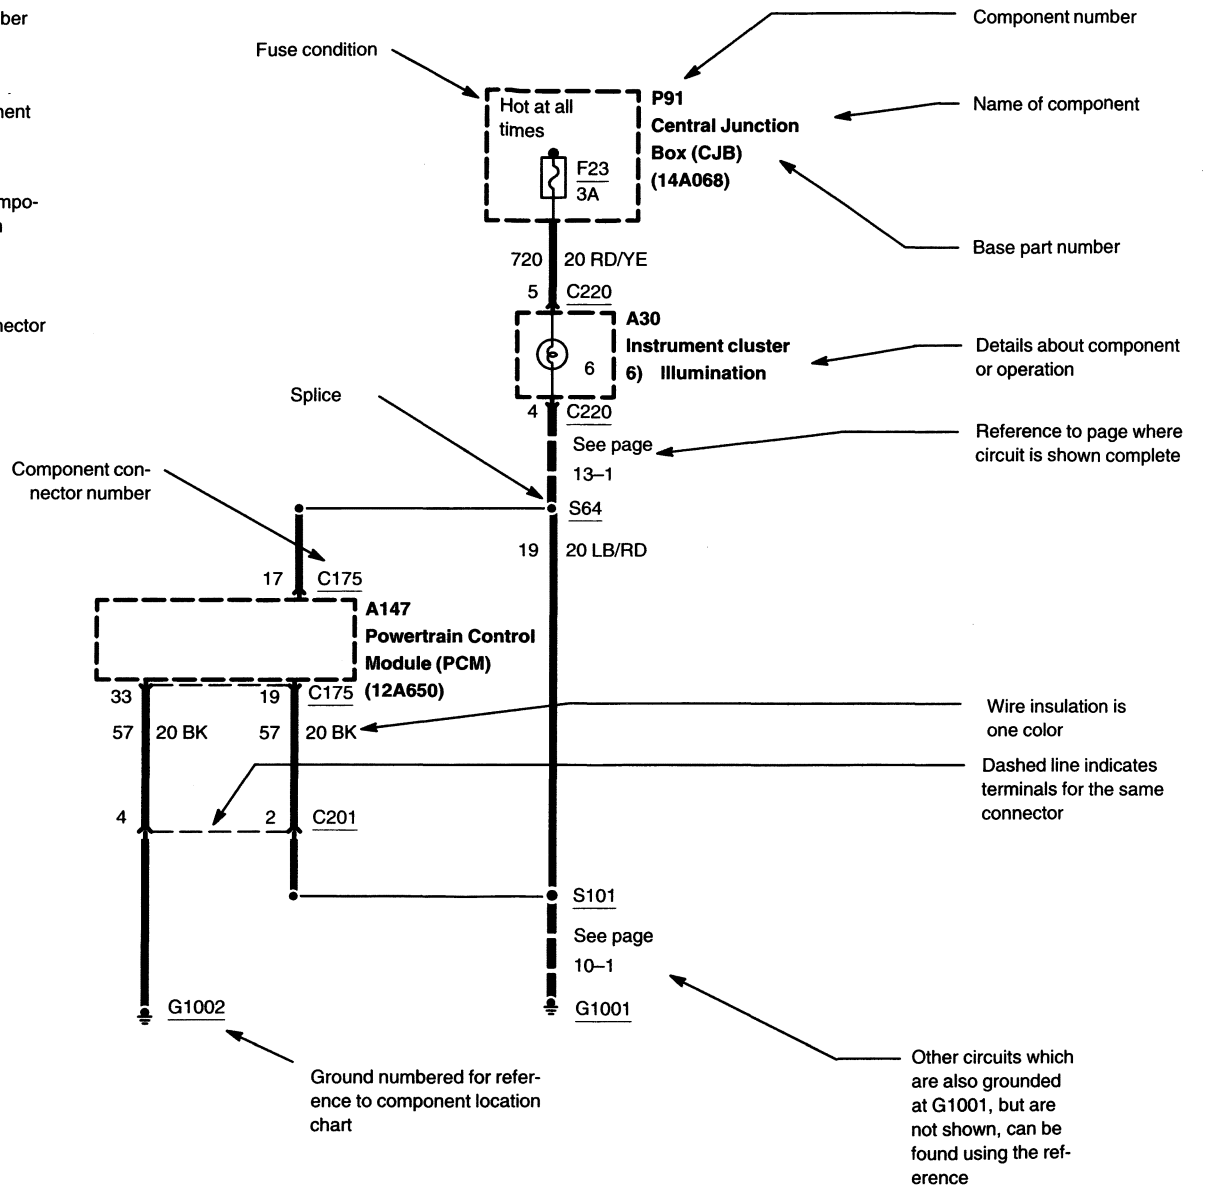 ber
Component number
Fuse condition
Hot at all
times
F23
3A
P91
Central Junction
Box (CJB)
(14A068)
Name of component
Base part number
720
20 RD/YE
5
C220
A30
Instrument cluster
6) Illumination
6
Details about component
or operation
4
C220
See page
13–1
Reference to page where
circuit is shown complete
Splice
Component con-
nector number
S64
19
20 LB/RD
17
C175
A147
Powertrain Control
Module (PCM)
(12A650)
33
19
C175
57
20 BK
57
20 BK
Wire insulation is
one color
Dashed line indicates
terminals for the same
connector
4
2
C201
S101
See page
10–1
G1002
G1001
Ground numbered for refer-
ence to component location
chart
Other circuits which
are also grounded
at G1001, but are
not shown, can be
found using the ref-
erence